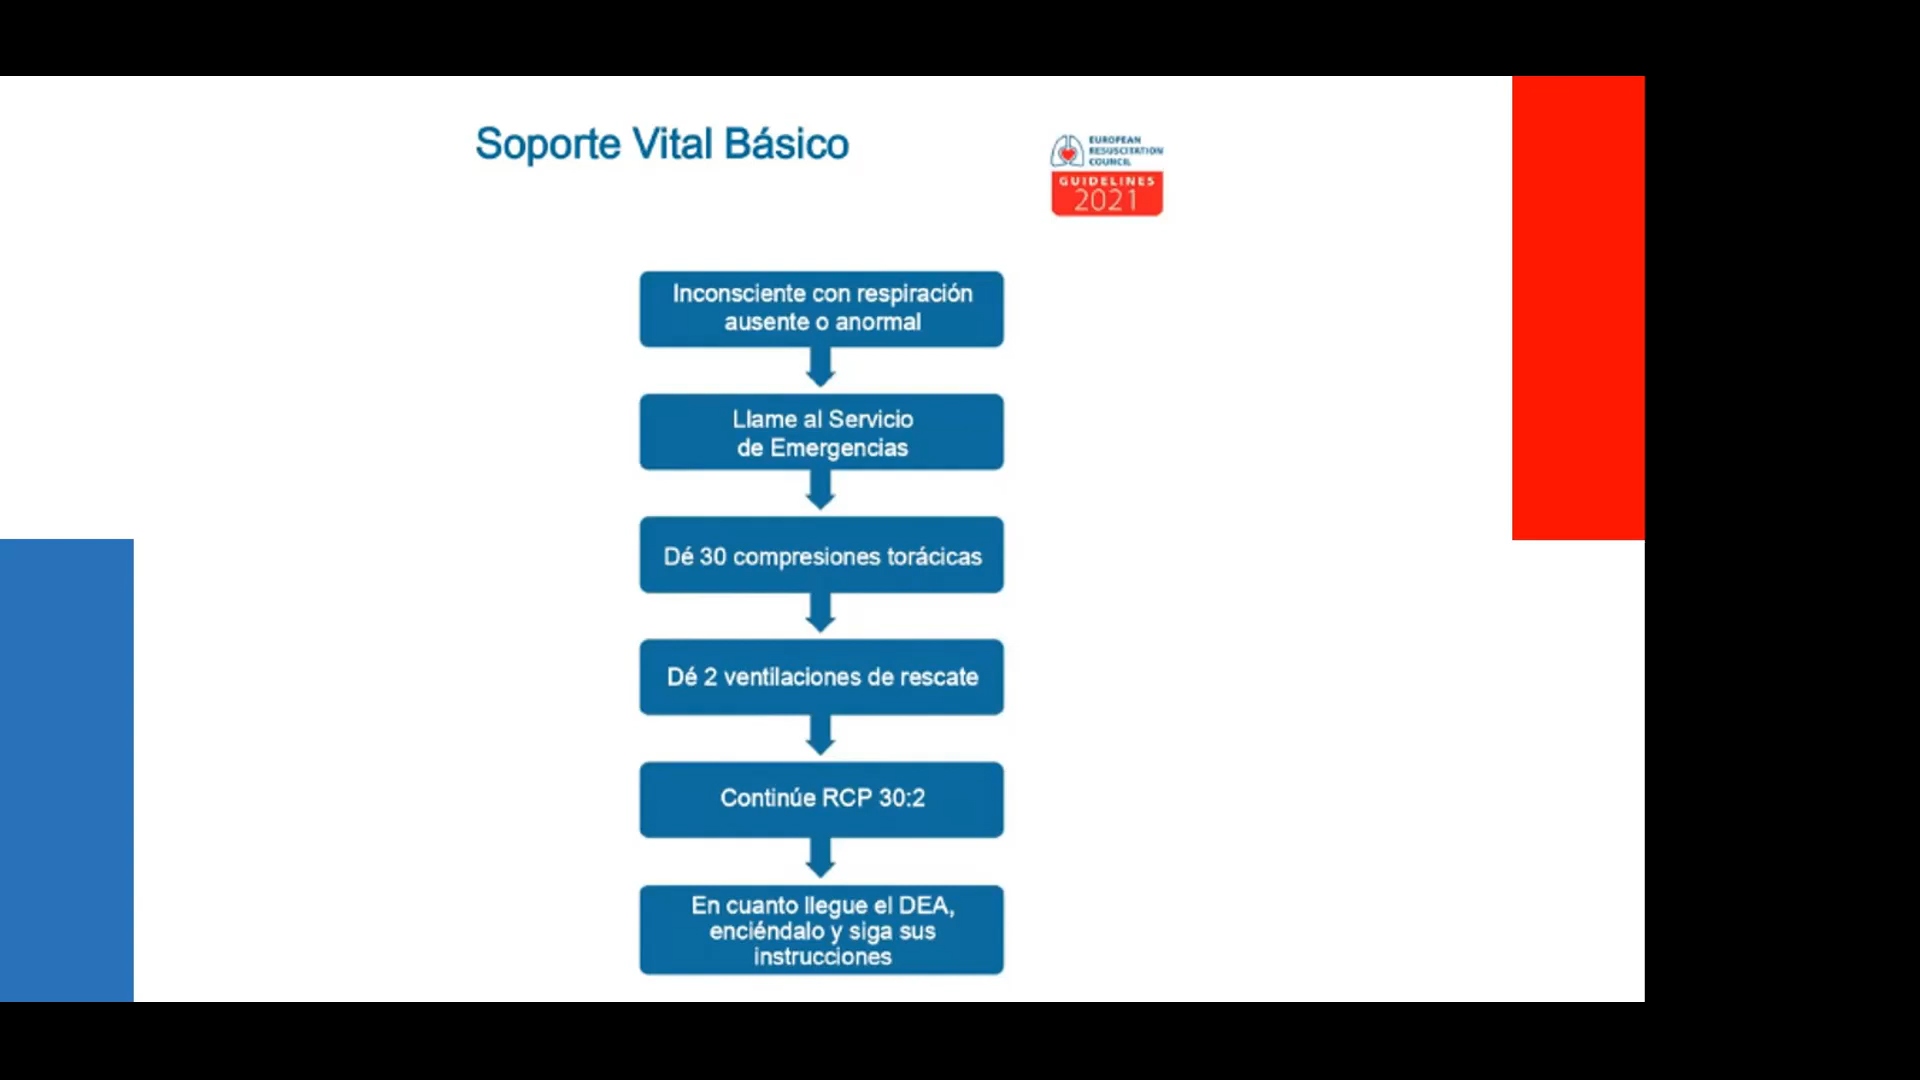 Soporte Vital Básico
EUROPEAN
RESUSCITATION
COUNCIL
GUIDELINES
2021
Inconsciente con respiración
ausente o anormal
Llame al Servicio
de Emergencias
Dé 30 compresiones torácicas
Dé 2 ventilaciones de rescate
Continúe RCP 30:2
En cuanto llegue el DEA,
enciéndalo y siga sus
instrucciones